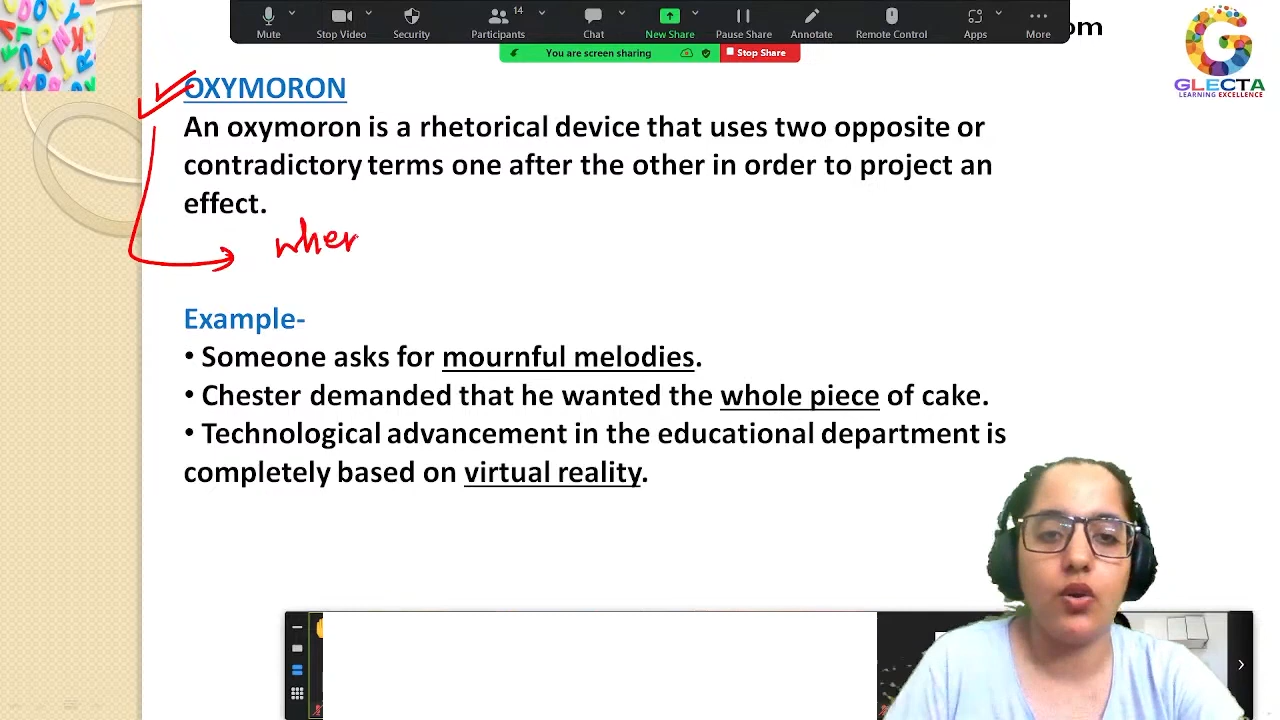 Mute
Stop Video
Security
Participants
14
Chat
New Share
Pause Share
Annotate
Remote Control
Apps
More
om
You are screen sharing
Stop Share
G
GLECTA
LEARNING EXCELLENCE
OXYMORON
An oxymoron is a rhetorical device that uses two opposite or
contradictory terms one after the other in order to project an
effect.
wher
Example-
• Someone asks for mournful melodies.
• Chester demanded that he wanted the whole piece of cake.
• Technological advancement in the educational department is
completely based on virtual reality.